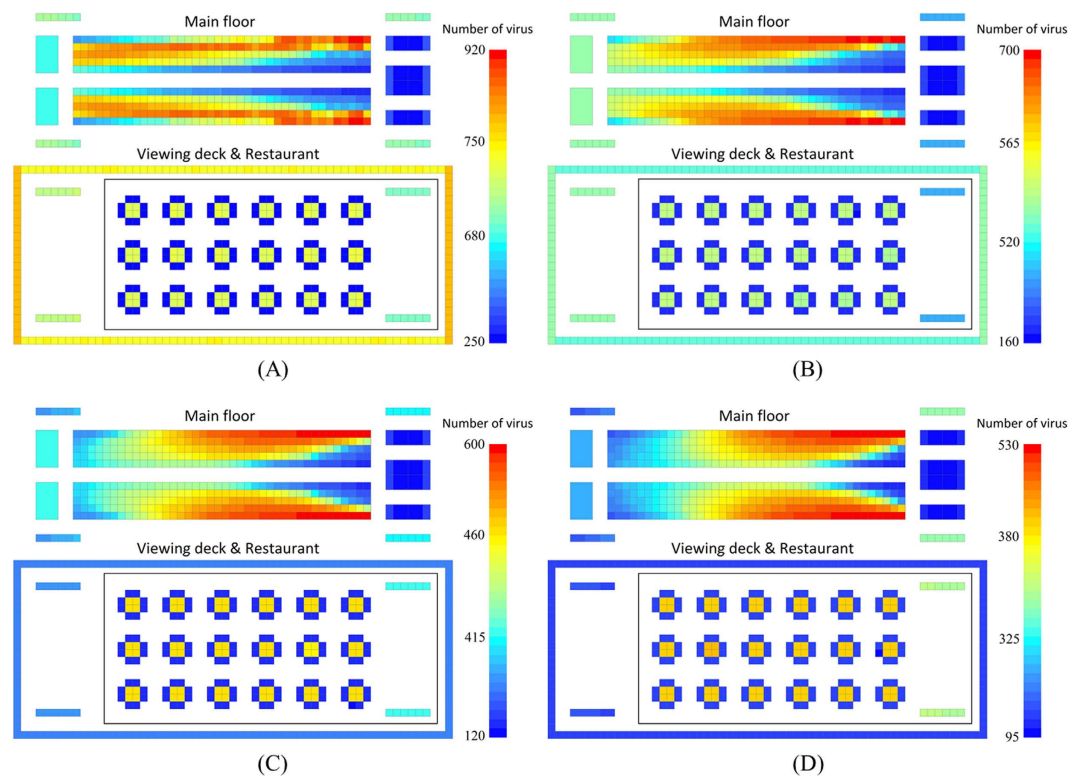 Main floor
Number of virus
920
750
Viewing deck & Restaurant
680
250
(A)
Main floor
Number of virus
700
565
Viewing deck & Restaurant
520
160
(B)
Main floor
Number of virus
600
460
Viewing deck & Restaurant
415
120
(C)
Main floor
Number of virus
530
380
Viewing deck & Restaurant
325
95
(D)